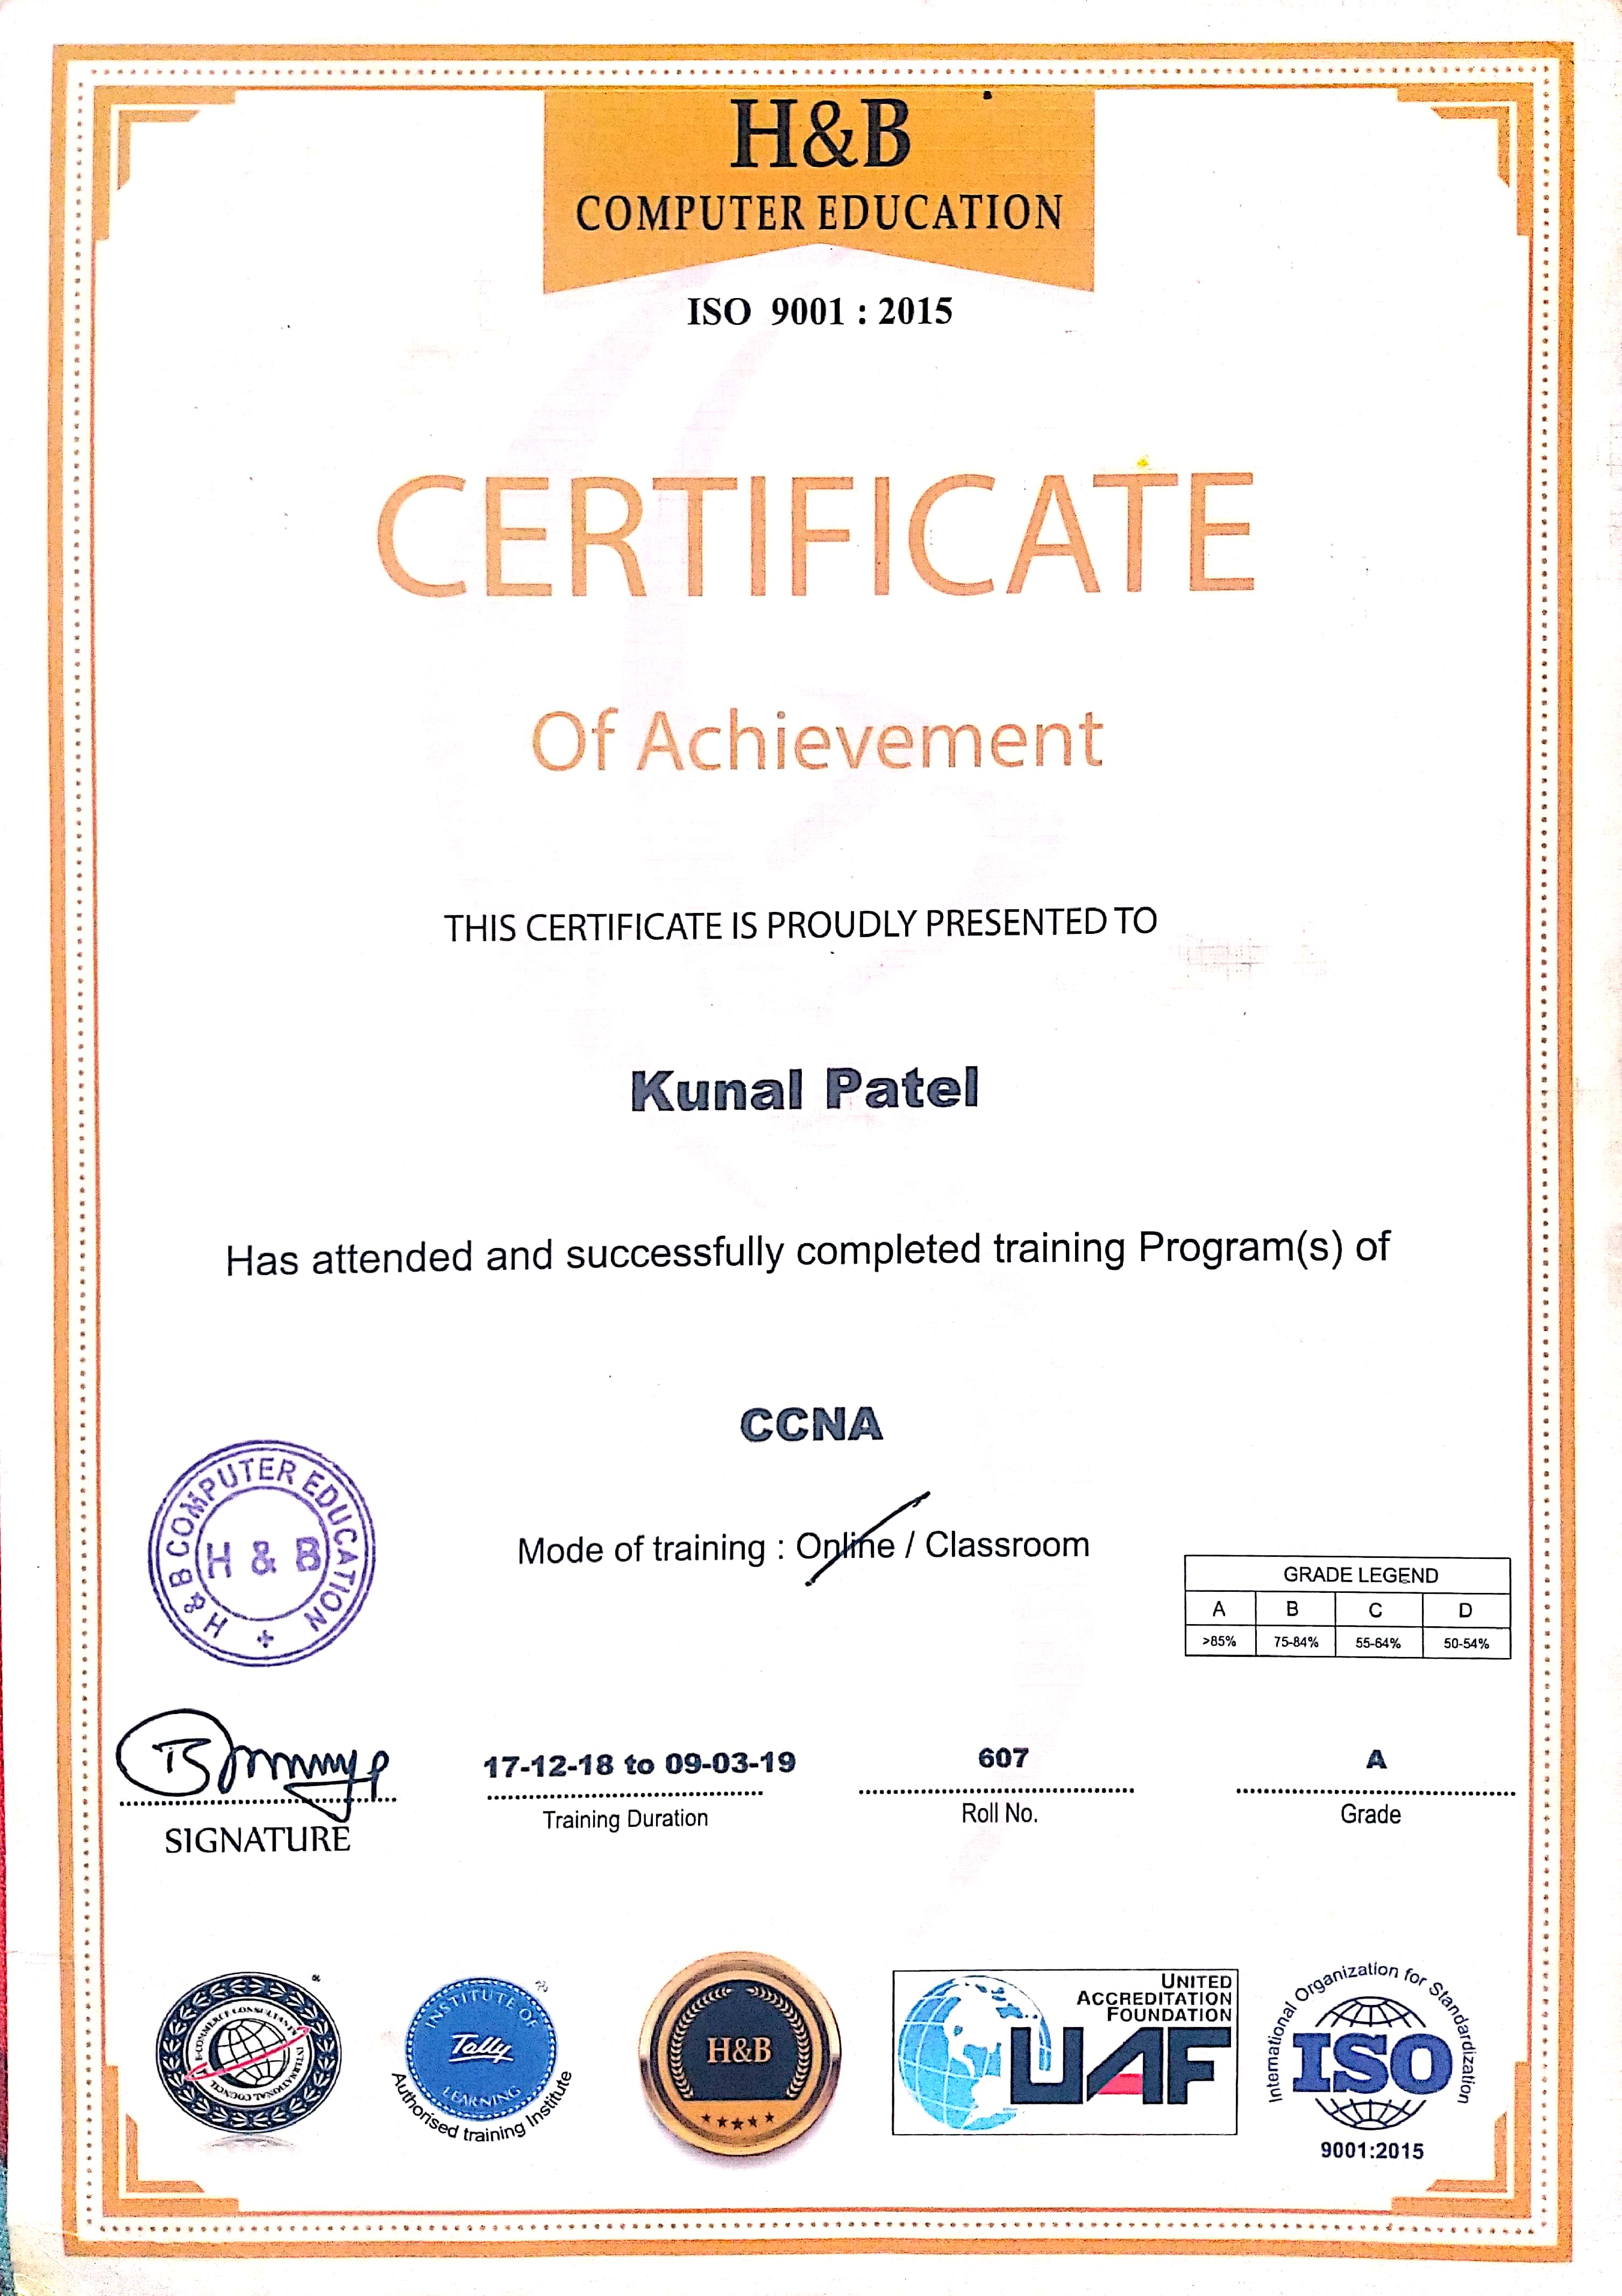 H&B
COMPUTER EDUCATION
ISO 9001 : 2015
CERTIFICATE
Of Achievement
THIS CERTIFICATE IS PROUDLY PRESENTED TO
Kunal Patel
Has attended and successfully completed training Program(s) of
CCNA
H & B COMPUTER EDUCATION
H & B
Mode of training : Online / Classroom
GRADE LEGEND
A B C D
>85% 75-84% 55-64% 50-54%
17-12-18 to 09-03-19 607 A
SIGNATURE Training Duration Roll No. Grade
E-COMMERCE CONSULTANTS
INTERNATIONAL COUNCIL
INSTITUTE OF
Tally
LEARNING
Authorised training Institute
H&B
UNITED
ACCREDITATION
FOUNDATION
UAF
International Organization for Standardization
ISO
9001:2015